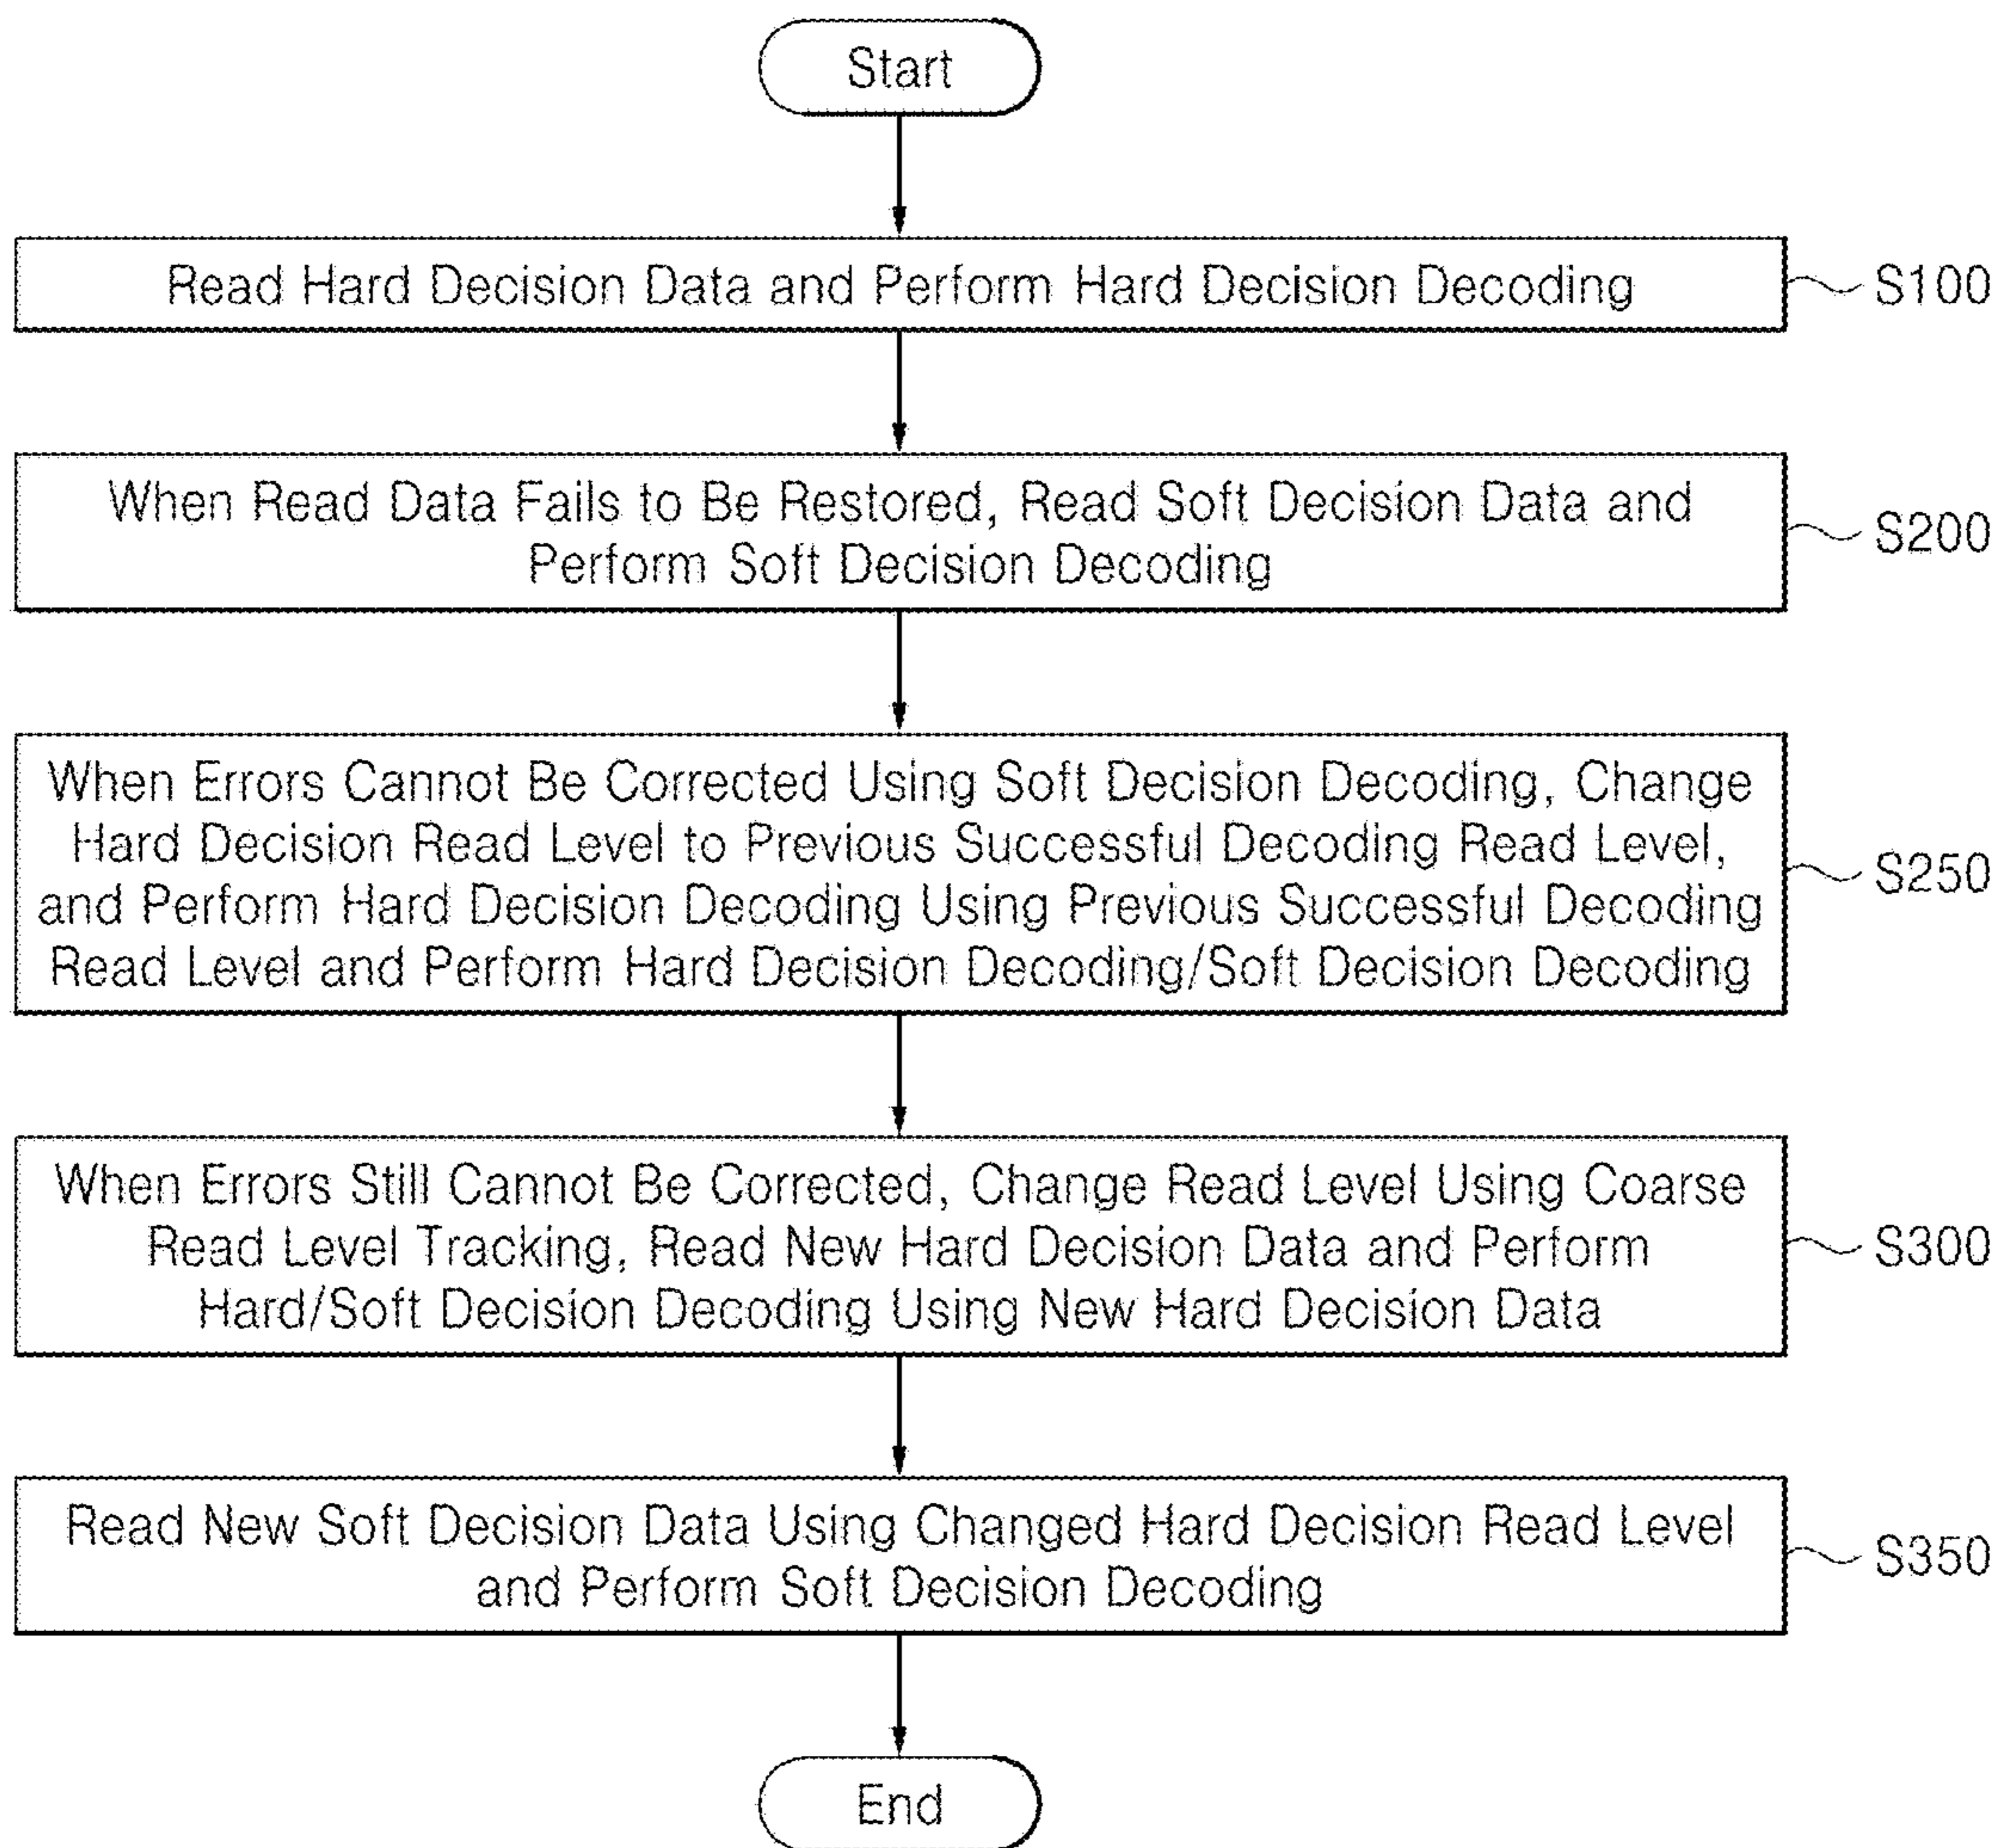 Start
Read Hard Decision Data and Perform Hard Decision Decoding
S100
When Read Data Fails to Be Restored, Read Soft Decision Data and
Perform Soft Decision Decoding
S200
When Errors Cannot Be Corrected Using Soft Decision Decoding, Change
Hard Decision Read Level to Previous Successful Decoding Read Level,
and Perform Hard Decision Decoding Using Previous Successful Decoding
Read Level and Perform Hard Decision Decoding/Soft Decision Decoding
S250
When Errors Still Cannot Be Corrected, Change Read Level Using Coarse
Read Level Tracking, Read New Hard Decision Data and Perform
Hard/Soft Decision Decoding Using New Hard Decision Data
S300
Read New Soft Decision Data Using Changed Hard Decision Read Level
and Perform Soft Decision Decoding
S350
End